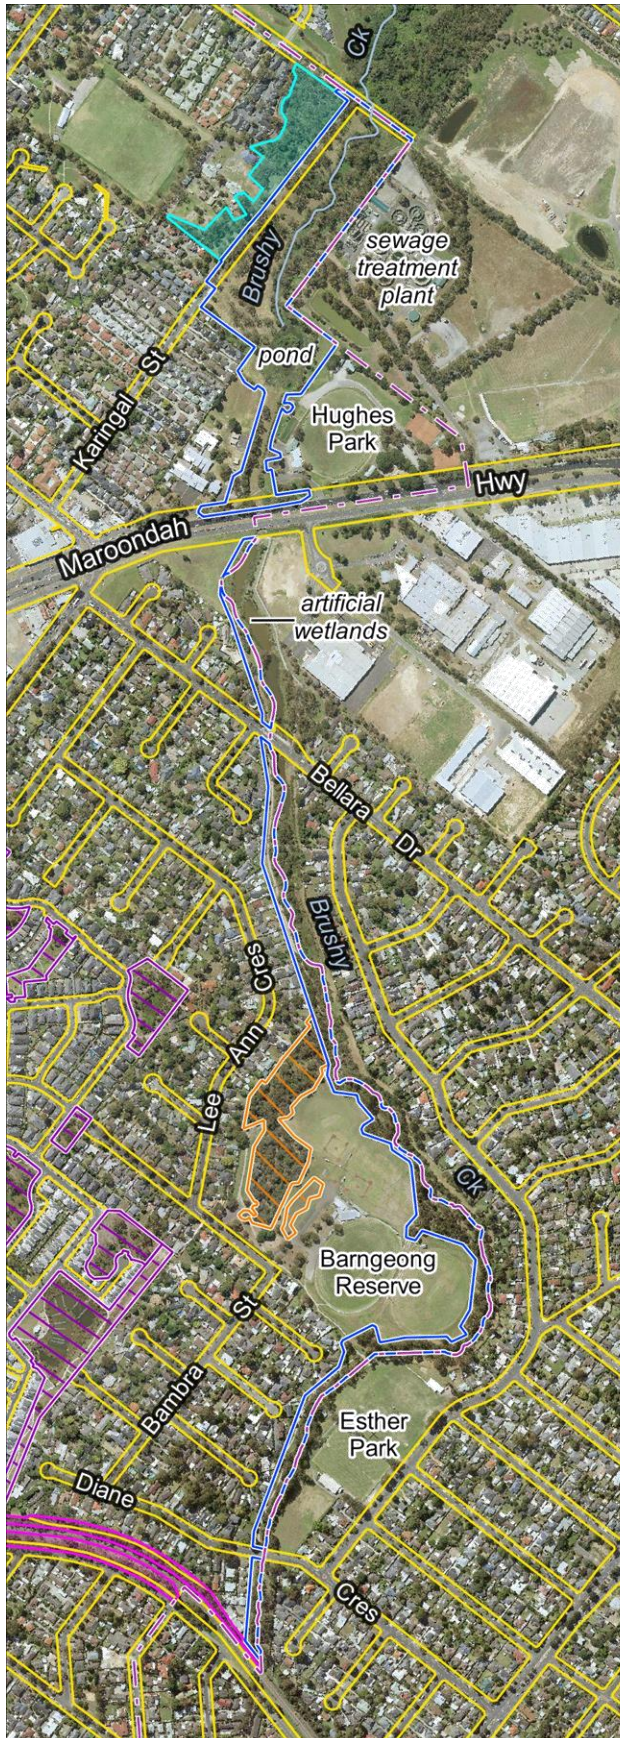 Ck
Brushy
sewage
treatment
plant
pond
Karingal St
Hughes
Park
Maroondah Hwy
artificial
wetlands
Bellara Dr
Brushy
Lee Ann Cres
Ck
Barngeong
Reserve
Bambra St
Esther
Park
Diane Cres